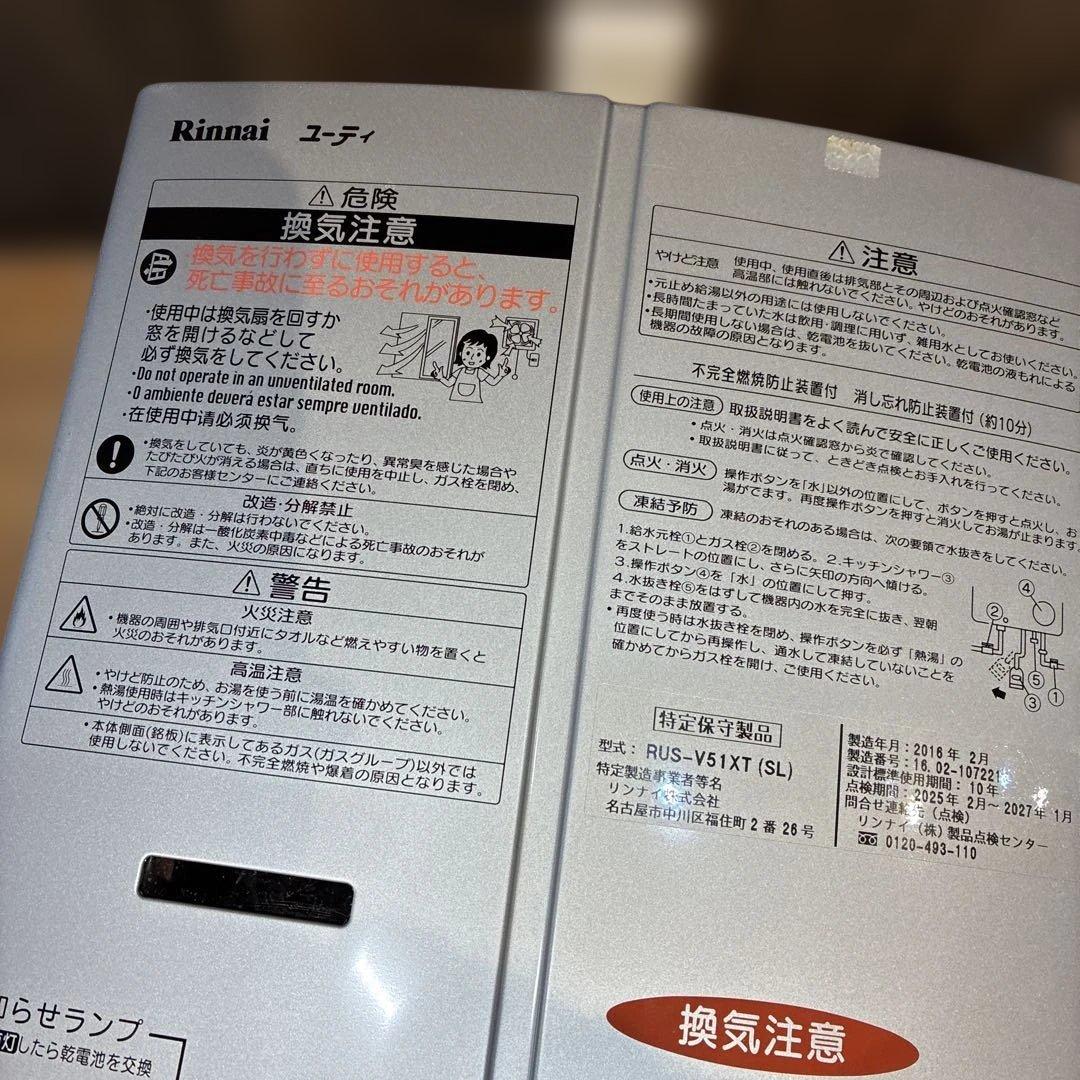 Rinnai ユーティ
危険
換気注意
換気を行わずに使用すると、
死亡事故に至るおそれがあります。
・使用中は換気扇を回すか
窓を開けるなどして
必ず換気をしてください。
・Do not operate in an unventilated room.
・O ambiente deverá estar sempre ventilado.
・在使用中请必须换气。
・換気をしていても、炎が黄色くなったり、異常臭を感じた場合や
たびたび火が消える場合は、直ちに使用を中止し、ガス栓を閉め、
下記のお客様センターにご連絡ください。
改造・分解禁止
・絶対に改造・分解は行わないでください。
・改造・分解は一酸化炭素中毒などによる死亡事故のおそれが
あります。また、火災の原因になります。
警告
火災注意
・機器の周囲や排気口付近にタオルなど燃えやすい物を置くと
火災のおそれがあります。
高温注意
・やけど防止のため、お湯を使う前に湯温を確かめてください。
・熱湯使用時はキッチンシャワー部に触れないでください。
やけどのおそれがあります。
・本体側面(銘板)に表示してあるガス(ガスグループ)以外では
使用しないでください。不完全燃焼や爆着の原因となります。
らせランプ
したら乾電池を交換
注意
やけど注意 使用中、使用直後は排気部とその周辺および点火確認窓など
高温部には触れないでください。やけどのおそれがあります。
・元止め給湯以外の用途には使用しないでください。
・長時間たまっていた水は飲用・調理に用いず、雑用水としてお使いください。
・長期間使用しない場合は、乾電池を抜いてください。乾電池の液もれによる
機器の故障の原因となります。
不完全燃焼防止装置付 消し忘れ防止装置付(約10分)
使用上の注意 取扱説明書をよく読んで安全に正しくご使用ください。
・点火・消火は点火確認窓から炎で確認してください。
・取扱説明書に従って、ときどき点検とお手入れを行ってください。
点火・消火 操作ボタンを「水」以外の位置にして、ボタンを押すと点火し、お
湯がでます。再度操作ボタンを押すと消火してお湯が止まります
凍結予防 凍結のおそれのある場合は、次の要領で水抜きをしてください。
1.給水元栓①とガス栓②を閉める。2.キッチンシャワー③
をストレートの位置にし、さらに矢印の方向へ傾ける。
3.操作ボタン④を「水」の位置にして押す。
4.水抜き栓⑤をはずして機器内の水を完全に抜き、翌朝
までそのまま放置する。
・再度使う時は水抜き栓を閉め、操作ボタンを必ず「熱湯」の
位置にしてから再操作し、通水して凍結していないことを
確かめてからガス栓を開け、ご使用ください。
④
②
⑤
③
①
特定保守製品
型式： RUS-V51XT (SL)
特定製造事業者等名
リンナイ株式会社
名古屋市中川区福住町2番26号
製造年月：2016年 2月
製造番号：16.02-107221
設計標準使用期間：10年
点検期間：2025年 2月～2027年 1月
問合せ連絡先（点検）
リンナイ（株）製品点検センター
0120-493-110
換気注意